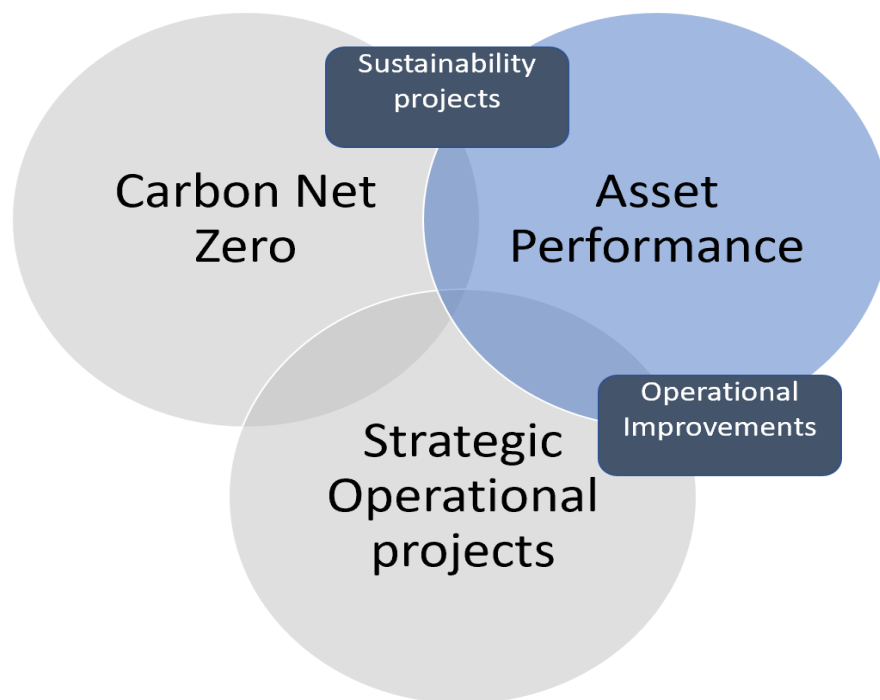 Sustainability
projects
Carbon Net
Zero
Asset
Performance
Operational
Improvements
Strategic
Operational
projects